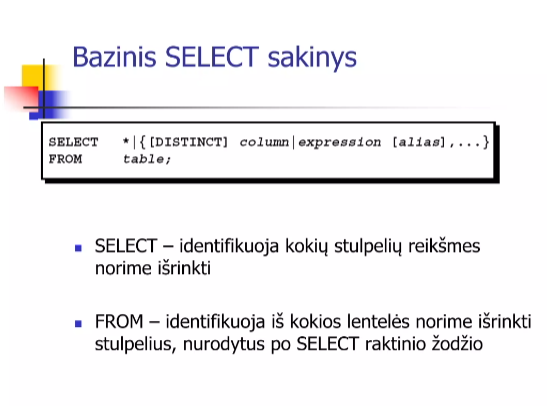 Bazinis SELECT sakinys
SELECT *|{[DISTINCT] column|expression [alias],...}
FROM table;
SELECT – identifikuoja kokių stulpelių reikšmes
norime išrinkti
FROM – identifikuoja iš kokios lentelės norime išrinkti
stulpelius, nurodytus po SELECT raktinio žodžio